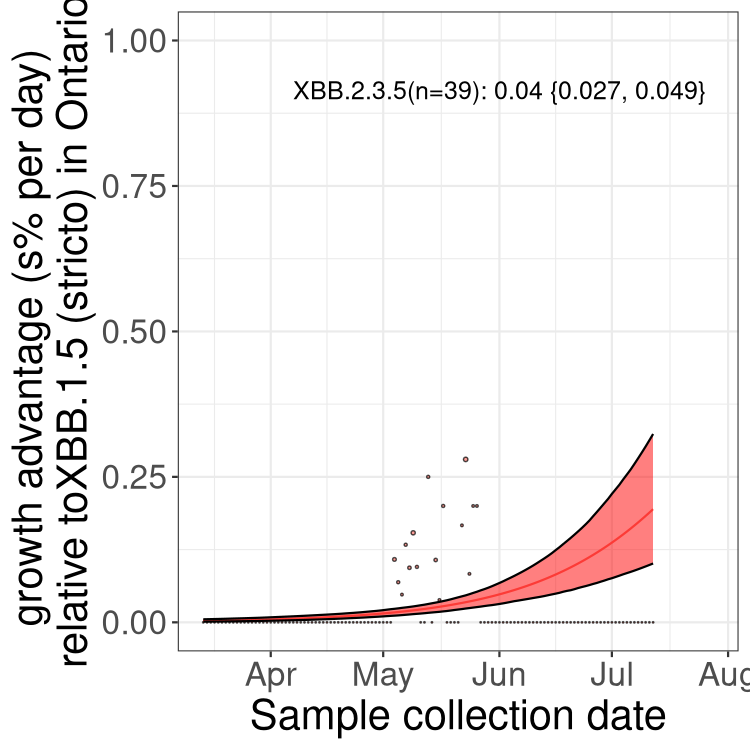 growth advantage (s% per day)
relative toXBB.1.5 (stricto) in Ontario
1.00
0.75
0.50
0.25
0.00
XBB.2.3.5(n=39): 0.04 {0.027, 0.049}
Apr May Jun Jul Aug
Sample collection date